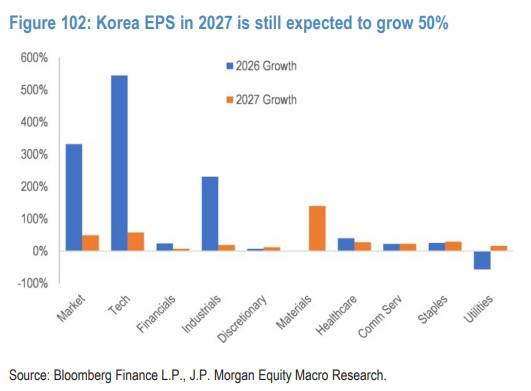 Figure 102: Korea EPS in 2027 is still expected to grow 50%
600%
500%
400%
300%
200%
100%
0%
-100%
2026 Growth
2027 Growth
Market
Tech
Financials
Industrials
Discretionary
Materials
Healthcare
Comm Serv
Staples
Utilities
Source: Bloomberg Finance L.P., J.P. Morgan Equity Macro Research.